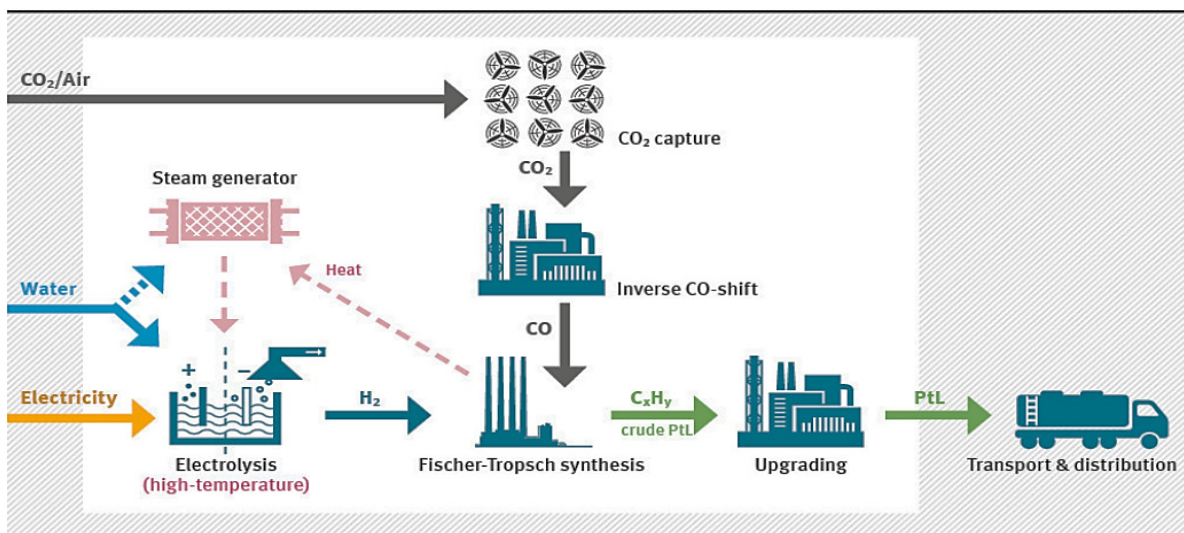 CO₂/Air
CO₂ capture
CO₂
Steam generator
Heat
Water
Inverse CO-shift
CO
Electricity
+ −
H₂
CₓHᵧ
crude PtL
PtL
Electrolysis
(high-temperature)
Fischer-Tropsch synthesis
Upgrading
Transport & distribution